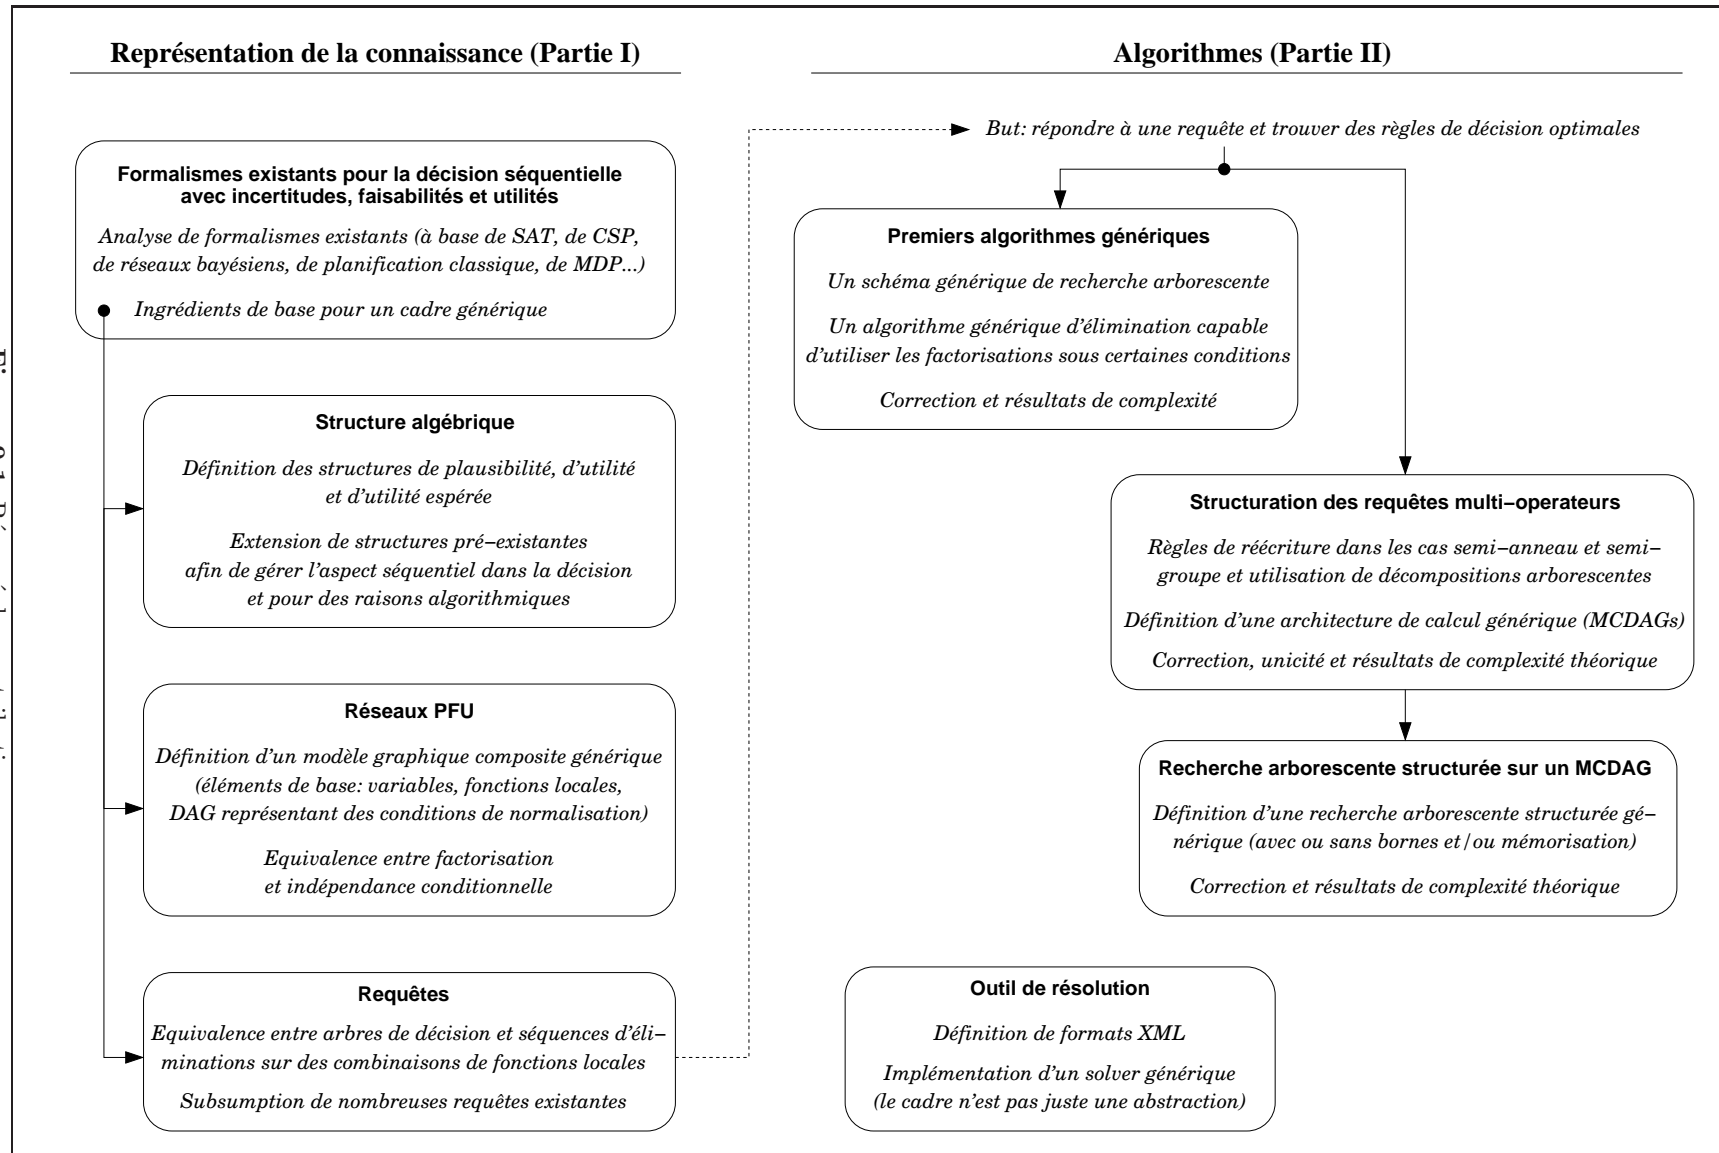 Représentation de la connaissance (Partie I)
Formalismes existants pour la décision séquentielle
avec incertitudes, faisabilités et utilités
Analyse de formalismes existants (à base de SAT, de CSP,
de réseaux bayésiens, de planification classique, de MDP...)
Ingrédients de base pour un cadre générique
Structure algébrique
Définition des structures de plausibilité, d'utilité
et d'utilité espérée
Extension de structures pré−existantes
afin de gérer l'aspect séquentiel dans la décision
et pour des raisons algorithmiques
Réseaux PFU
Définition d'un modèle graphique composite générique
(éléments de base: variables, fonctions locales,
DAG représentant des conditions de normalisation)
Equivalence entre factorisation
et indépendance conditionnelle
Requêtes
Equivalence entre arbres de décision et séquences d'éli−
minations sur des combinaisons de fonctions locales
Subsumption de nombreuses requêtes existantes
Algorithmes (Partie II)
But: répondre à une requête et trouver des règles de décision optimales
Premiers algorithmes génériques
Un schéma générique de recherche arborescente
Un algorithme générique d'élimination capable
d'utiliser les factorisations sous certaines conditions
Correction et résultats de complexité
Structuration des requêtes multi−operateurs
Règles de réécriture dans les cas semi−anneau et semi−
groupe et utilisation de décompositions arborescentes
Définition d'une architecture de calcul générique (MCDAGs)
Correction, unicité et résultats de complexité théorique
Recherche arborescente structurée sur un MCDAG
Définition d'une recherche arborescente structurée gé−
nérique (avec ou sans bornes et/ou mémorisation)
Correction et résultats de complexité théorique
Outil de résolution
Définition de formats XML
Implémentation d'un solver générique
(le cadre n'est pas juste une abstraction)